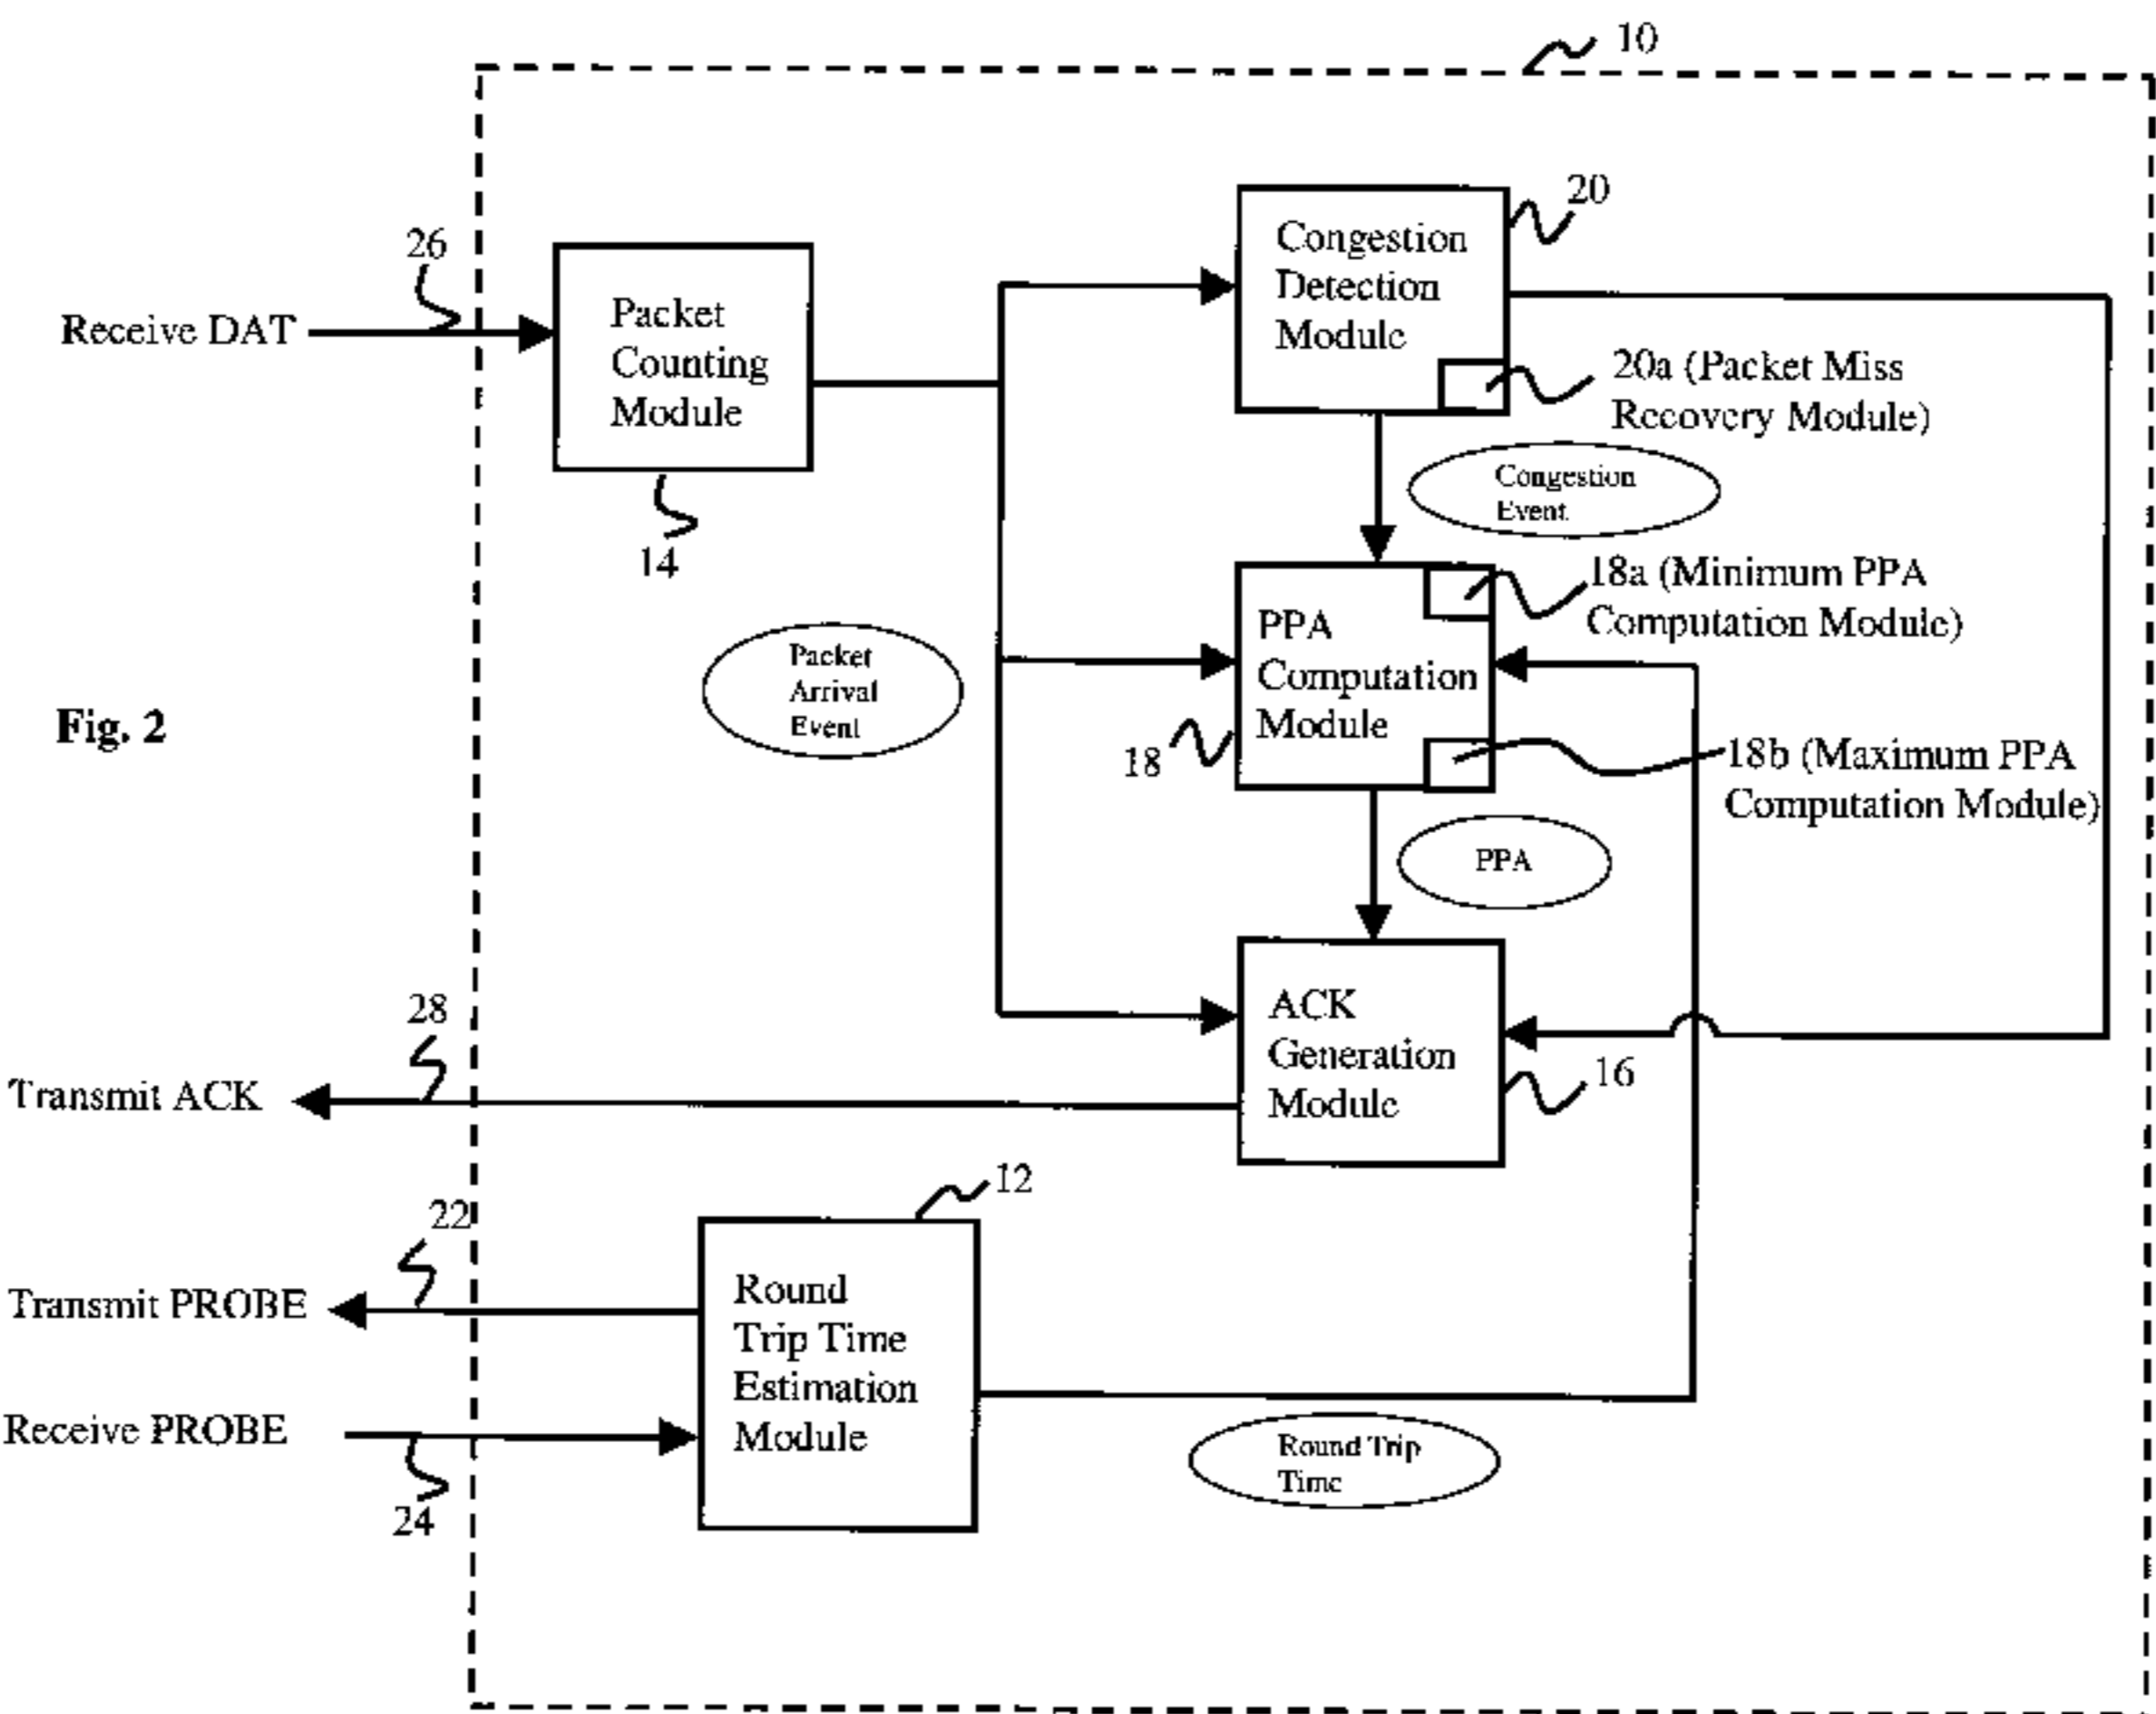 10
20
Congestion
Detection
Module
26
Receive DAT
Packet
Counting
Module
14
20a (Packet Miss
Recovery Module)
Congestion
Event
18a (Minimum PPA
Computation Module)
PPA
Computation
Module
18
Packet
Arrival
Event
Fig. 2
18b (Maximum PPA
Computation Module)
PPA
28
Transmit ACK
ACK
Generation
Module
16
12
22
Transmit PROBE
Round
Trip Time
Estimation
Module
Receive PROBE
24
Round Trip
Time